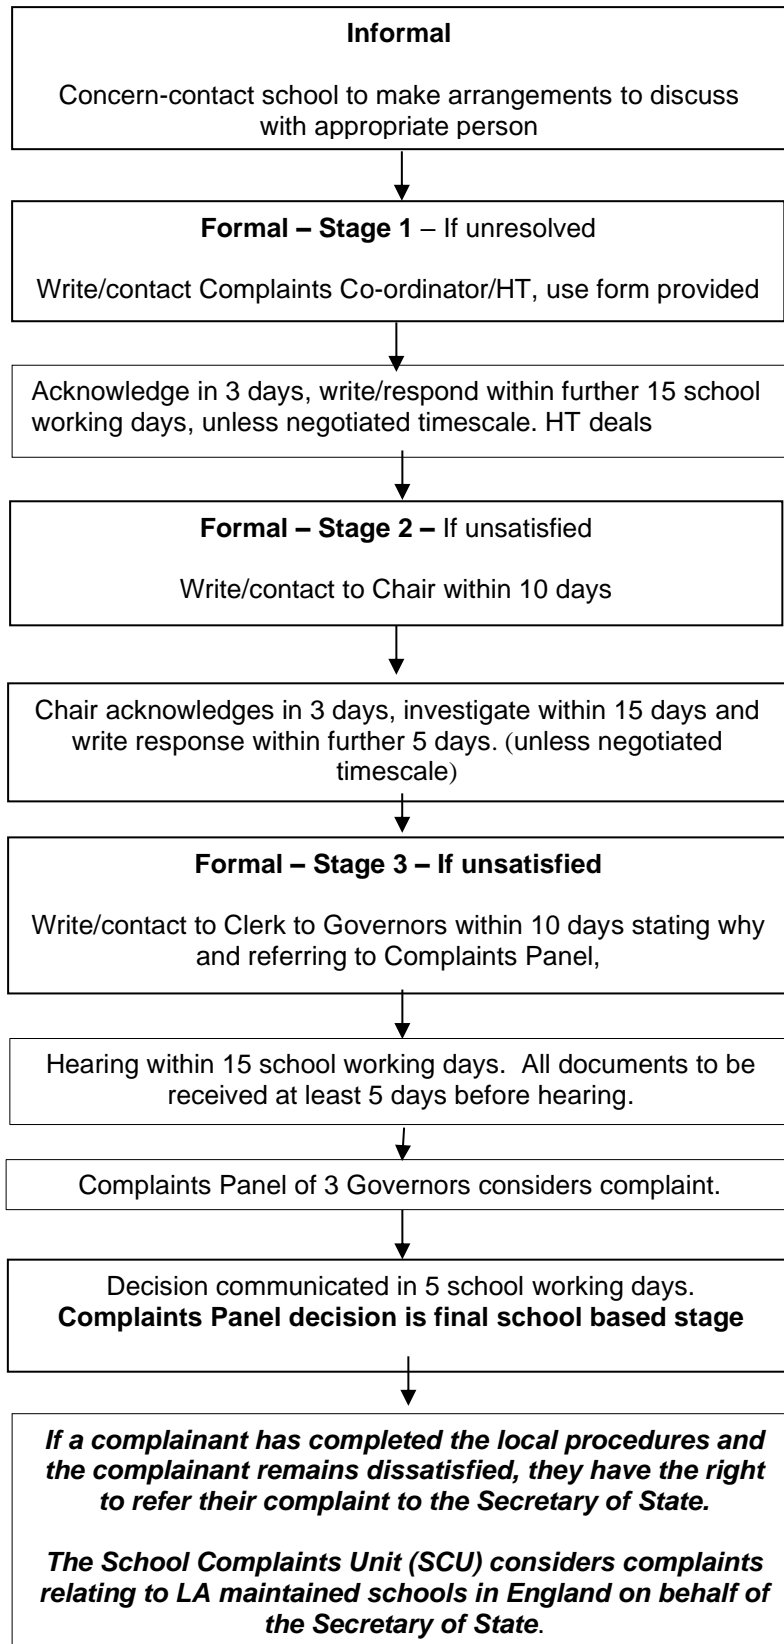 Informal
Concern-contact school to make arrangements to discuss
with appropriate person
Formal – Stage 1 – If unresolved
Write/contact Complaints Co-ordinator/HT, use form provided
Acknowledge in 3 days, write/respond within further 15 school
working days, unless negotiated timescale. HT deals
Formal – Stage 2 – If unsatisfied
Write/contact to Chair within 10 days
Chair acknowledges in 3 days, investigate within 15 days and
write response within further 5 days. (unless negotiated
timescale)
Formal – Stage 3 – If unsatisfied
Write/contact to Clerk to Governors within 10 days stating why
and referring to Complaints Panel,
Hearing within 15 school working days.  All documents to be
received at least 5 days before hearing.
Complaints Panel of 3 Governors considers complaint.
Decision communicated in 5 school working days.
Complaints Panel decision is final school based stage
If a complainant has completed the local procedures and
the complainant remains dissatisfied, they have the right
to refer their complaint to the Secretary of State.
The School Complaints Unit (SCU) considers complaints
relating to LA maintained schools in England on behalf of
the Secretary of State.